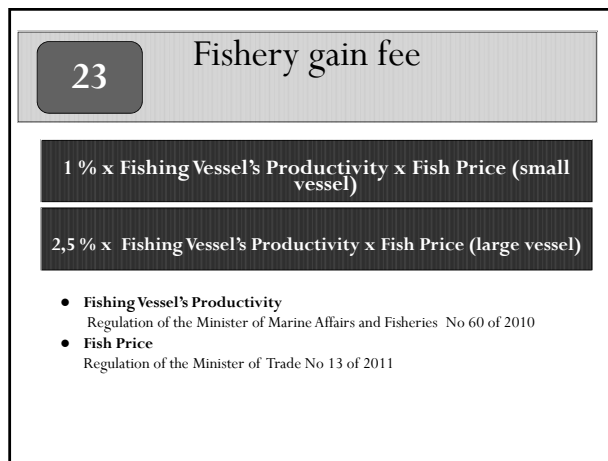 23
Fishery gain fee
1 % x Fishing Vessel's Productivity x Fish Price (small
vessel)
2,5 % x Fishing Vessel's Productivity x Fish Price (large vessel)
● Fishing Vessel's Productivity
Regulation of the Minister of Marine Affairs and Fisheries No 60 of 2010
● Fish Price
Regulation of the Minister of Trade No 13 of 2011